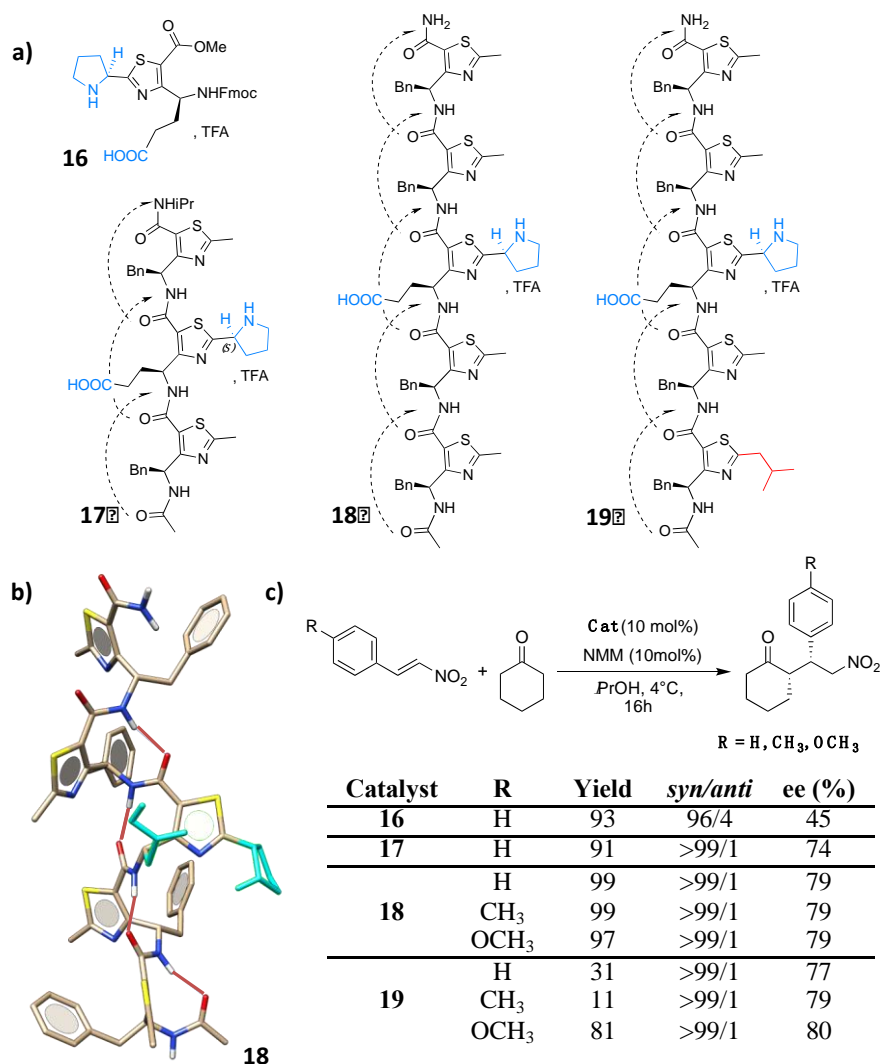 a)
H
S
O
OMe
N
H
N
NHFmoc
HOOC
, TFA
16
NHiPr
O
S
N
Bn
NH
O
S
H
H
N
(S)
N
HOOC
, TFA
NH
O
S
N
Bn
NH
O
17
NH2
O
S
N
Bn
NH
O
S
N
Bn
NH
O
S
H
H
N
N
HOOC
, TFA
NH
O
S
N
Bn
NH
O
S
N
Bn
NH
O
18
NH2
O
S
N
Bn
NH
O
S
N
Bn
NH
O
S
H
H
N
N
HOOC
, TFA
NH
O
S
N
Bn
NH
O
S
N
Bn
NH
O
19
b)
18
c)
R
NO2
+
O
Cat (10 mol%)
NMM (10mol%)
PrOH, 4°C,
16h
R
O
NO2
R = H, CH3, OCH3
Catalyst R Yield syn/anti ee (%)
16 H 93 96/4 45
17 H 91 >99/1 74
H 99 >99/1 79
18 CH3 99 >99/1 79
OCH3 97 >99/1 79
H 31 >99/1 77
19 CH3 11 >99/1 79
OCH3 81 >99/1 80